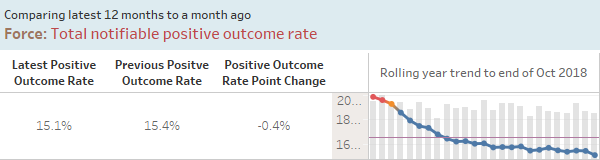 Comparing latest 12 months to a month ago
Force: Total notifiable positive outcome rate
Latest Positive Outcome Rate
Previous Positve Outcome Rate
Positive Outcome Rate Point Change
Rolling year trend to end of Oct 2018
15.1%
15.4%
-0.4%
20...
18...
16...